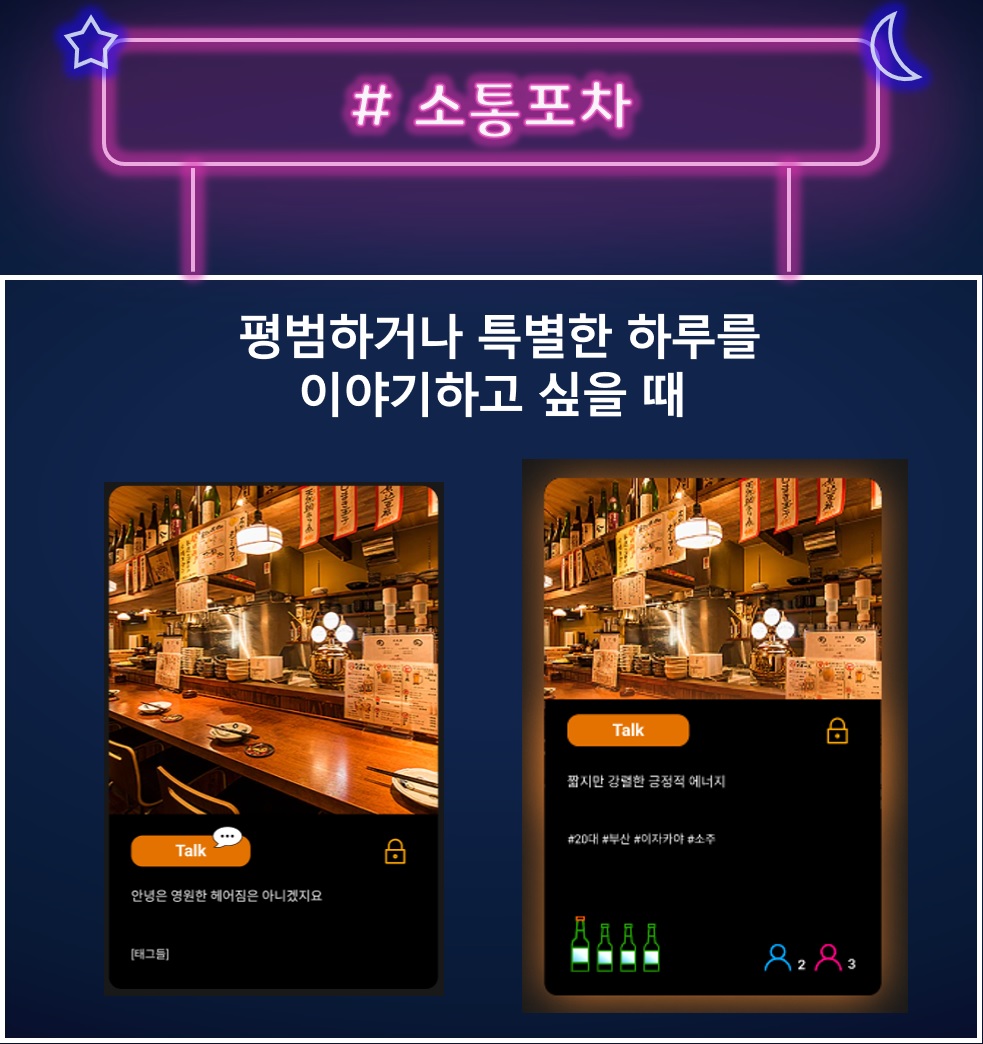 # 소통포차
평범하거나 특별한 하루를
이야기하고 싶을 때
Talk
안녕은 영원한 헤어짐은 아니겠지요
[태그들]
Talk
짧지만 강렬한 긍정적 에너지
#20대 #부산 #이자카야 #소주
2 3